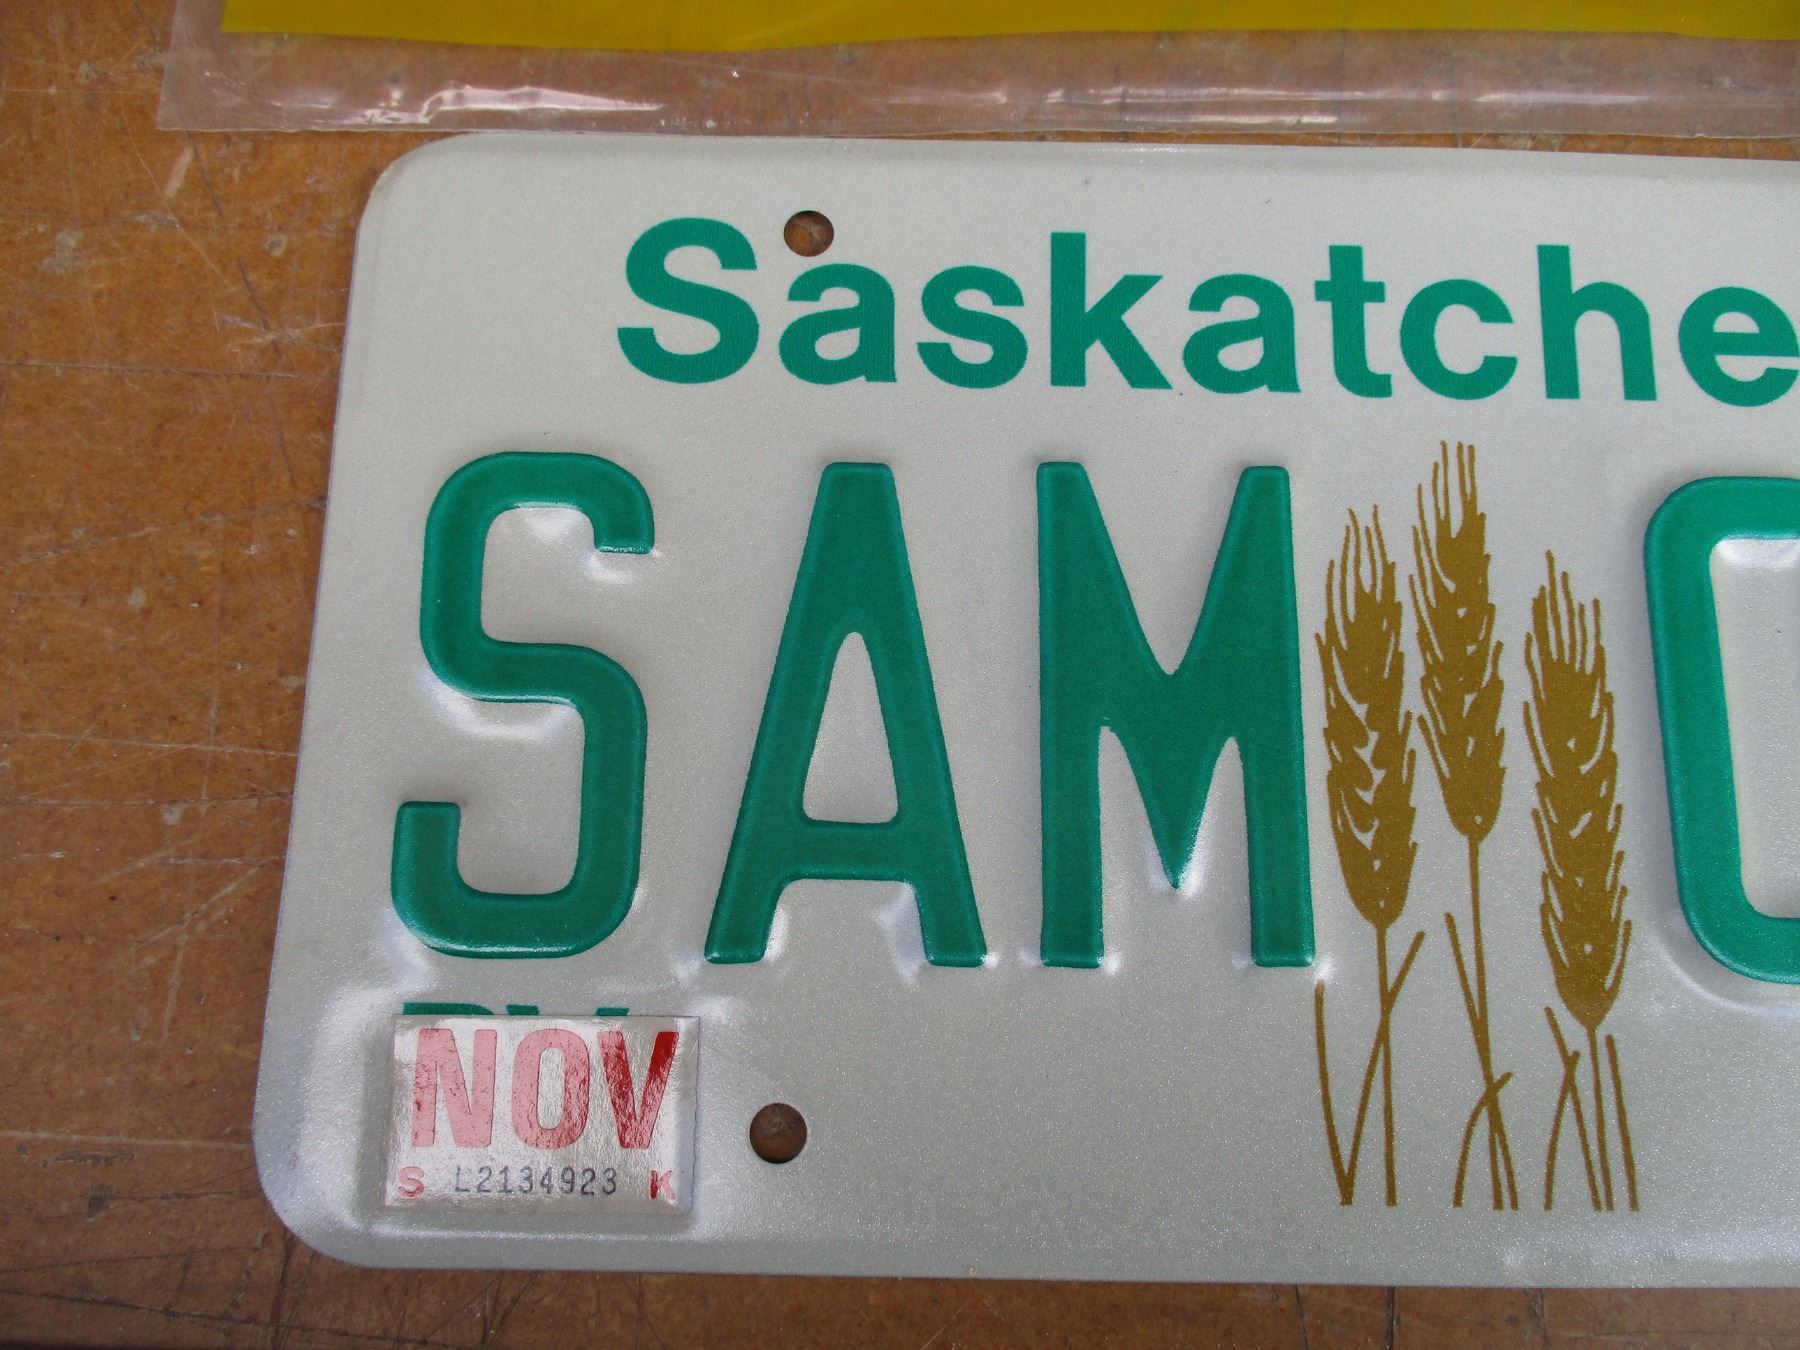 Saskatche
SAM
NOV
S L2134923 K